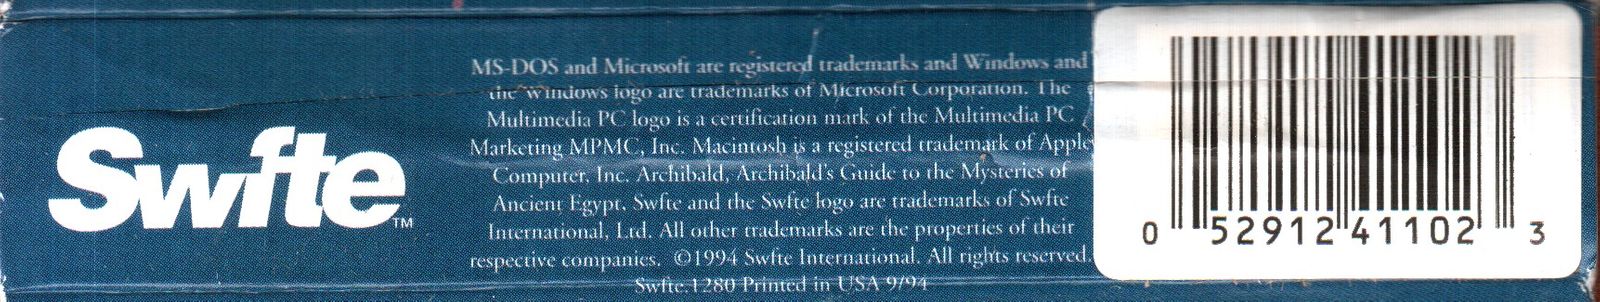 Swfte™
MS-DOS and Microsoft are registered trademarks and Windows and
the Windows logo are trademarks of Microsoft Corporation. The
Multimedia PC logo is a certification mark of the Multimedia PC
Marketing MPMC, Inc. Macintosh is a registered trademark of Apple
Computer, Inc. Archibald, Archibald's Guide to the Mysteries of
Ancient Egypt, Swfte and the Swfte logo are trademarks of Swfte
International, Ltd. All other trademarks are the properties of their
respective companies. ©1994 Swfte International. All rights reserved.
Swfte.1280 Printed in USA 9/94
0 52912 41102 3